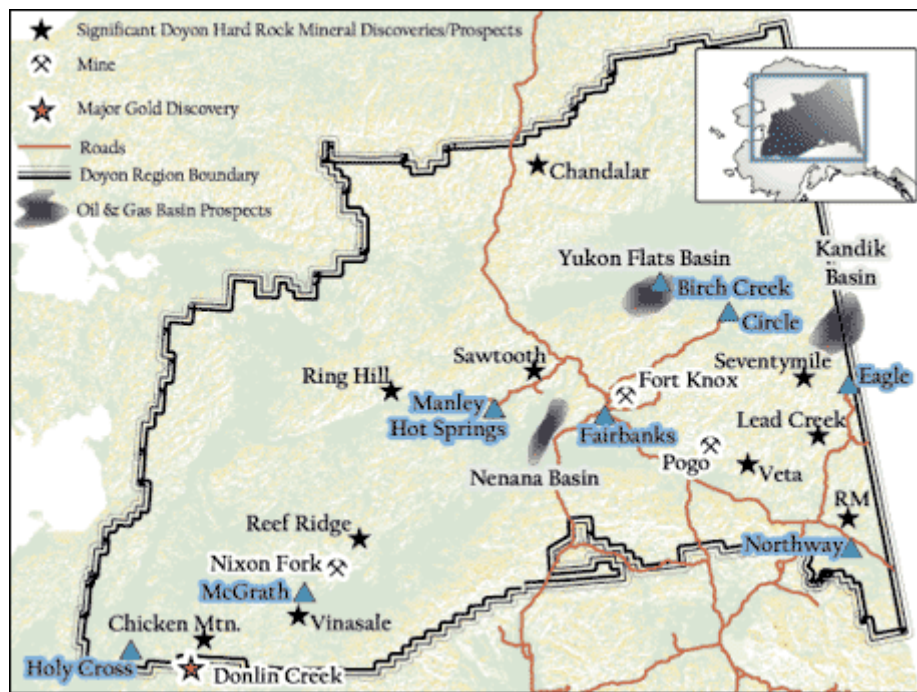 Significant Doyon Hard Rock Mineral Discoveries/Prospects
Mine
Major Gold Discovery
Roads
Doyon Region Boundary
Oil & Gas Basin Prospects
Chandalar
Kandik
Basin
Yukon Flats Basin
Birch Creek
Circle
Sawtooth
Seventymile
Ring Hill
Fort Knox
Eagle
Manley
Hot Springs
Fairbanks
Lead Creek
Pogo
Veta
Nenana Basin
RM
Reef Ridge
Northway
Nixon Fork
McGrath
Chicken Mtn.
Vinasale
Holy Cross
Donlin Creek